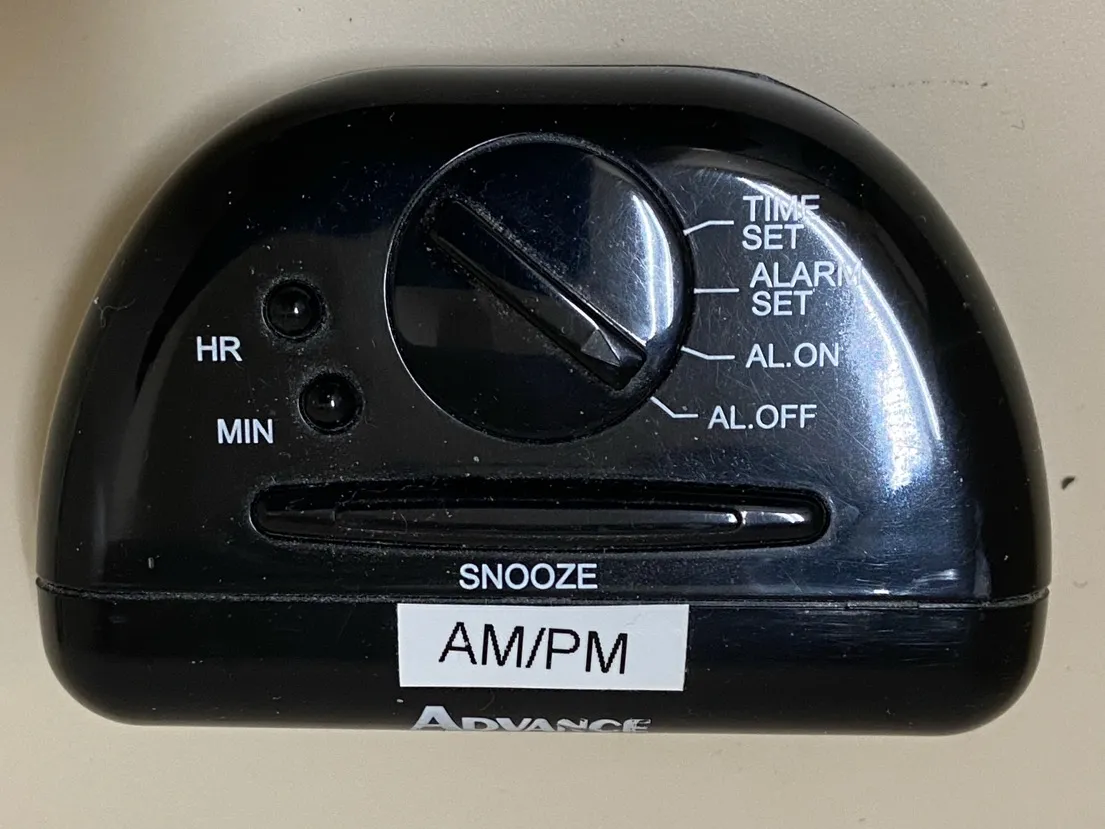 TIME
SET
ALARM
SET
AL.ON
AL.OFF
HR
MIN
SNOOZE
AM/PM
ADVANCE